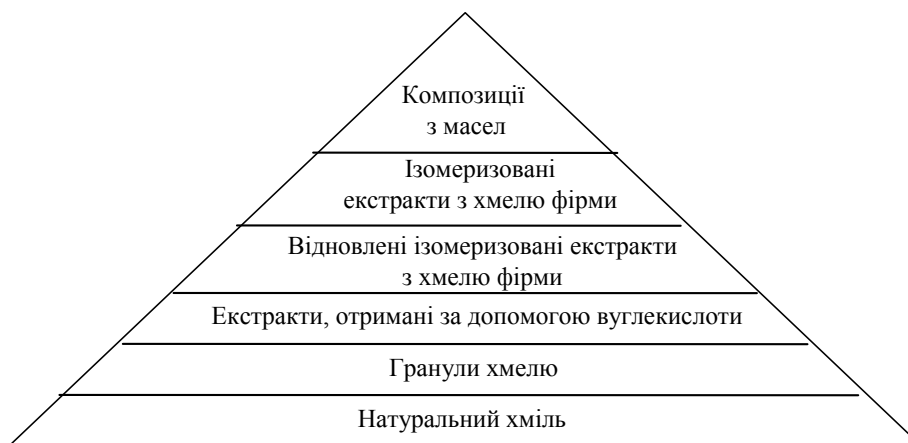 Композиції
з масел
Ізомеризовані
екстракти з хмелю фірми
Відновлені ізомеризовані екстракти
з хмелю фірми
Екстракти, отримані за допомогою вуглекислоти
Гранули хмелю
Натуральний хміль